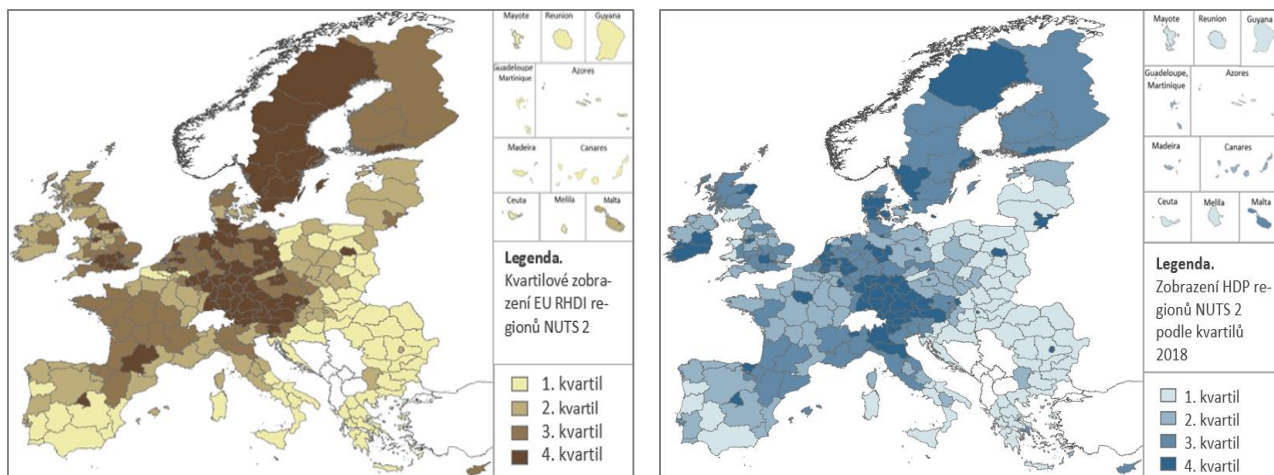 Mayote
Reunion
Guyana
Guadeloupe,
Martinique
Azores
Madeira
Canares
Ceuta
Melila
Malta
Legenda.
Kvartilové zobra-
zení EU RHDI re-
gionů NUTS 2
1. kvartil
2. kvartil
3. kvartil
4. kvartil
Mayote
Reunion
Guyana
Guadeloupe,
Martinique
Azores
Madeira
Canares
Ceuta
Melila
Malta
Legenda.
Zobrazení HDP re-
gionů NUTS 2
podle kvartilů
2018
1. kvartil
2. kvartil
3. kvartil
4. kvartil